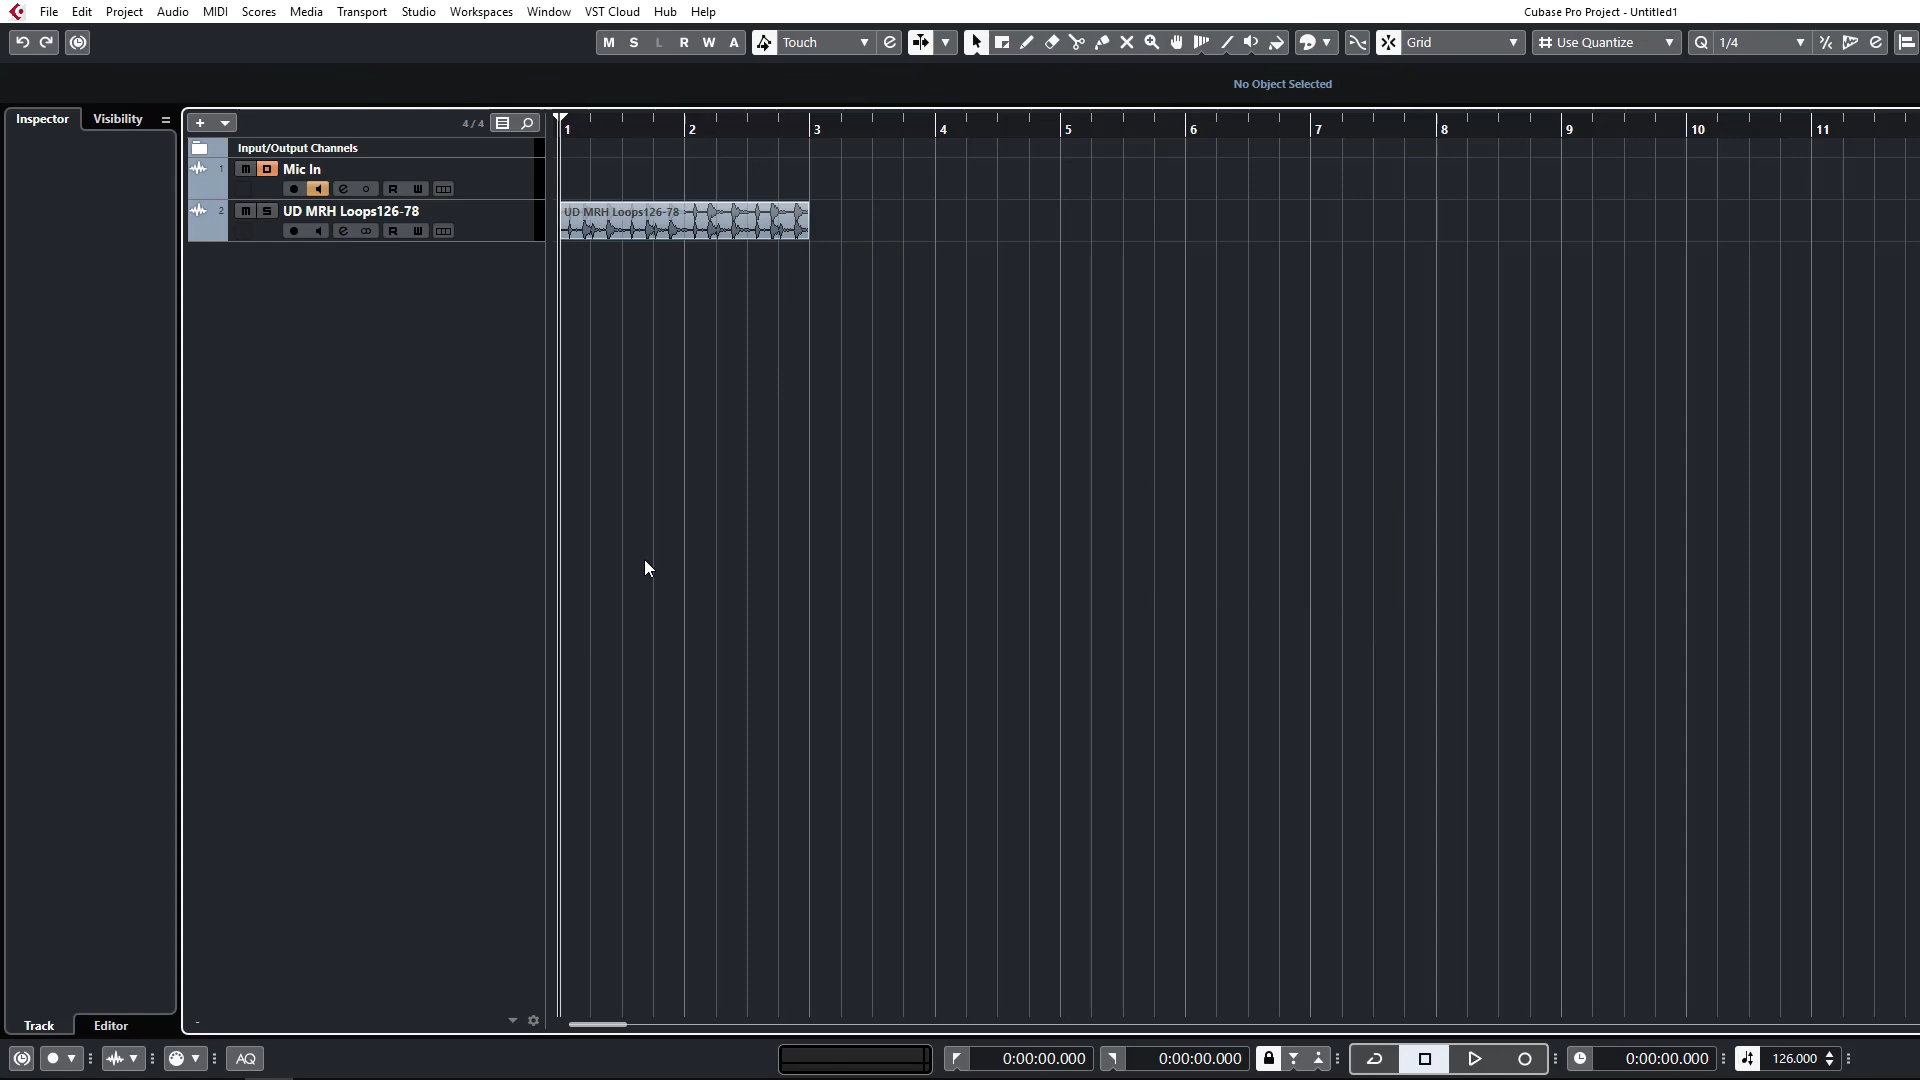 File Edit Project Audio MIDI Scores Media Transport Studio Workspaces Window VST Cloud Hub Help
Cubase Pro Project - Untitled1
M S L R W A Touch e Grid Use Quantize Q 1/4 e
No Object Selected
Inspector Visibility
+ 4 / 4
1 2 3 4 5 6 7 8 9 10 11
Input/Output Channels
1 m Mic In
e R W
2 m S UD MRH Loops126-78
e R W
UD MRH Loops126-78
Track Editor
AQ 0:00:00.000 0:00:00.000 0:00:00.000 126.000